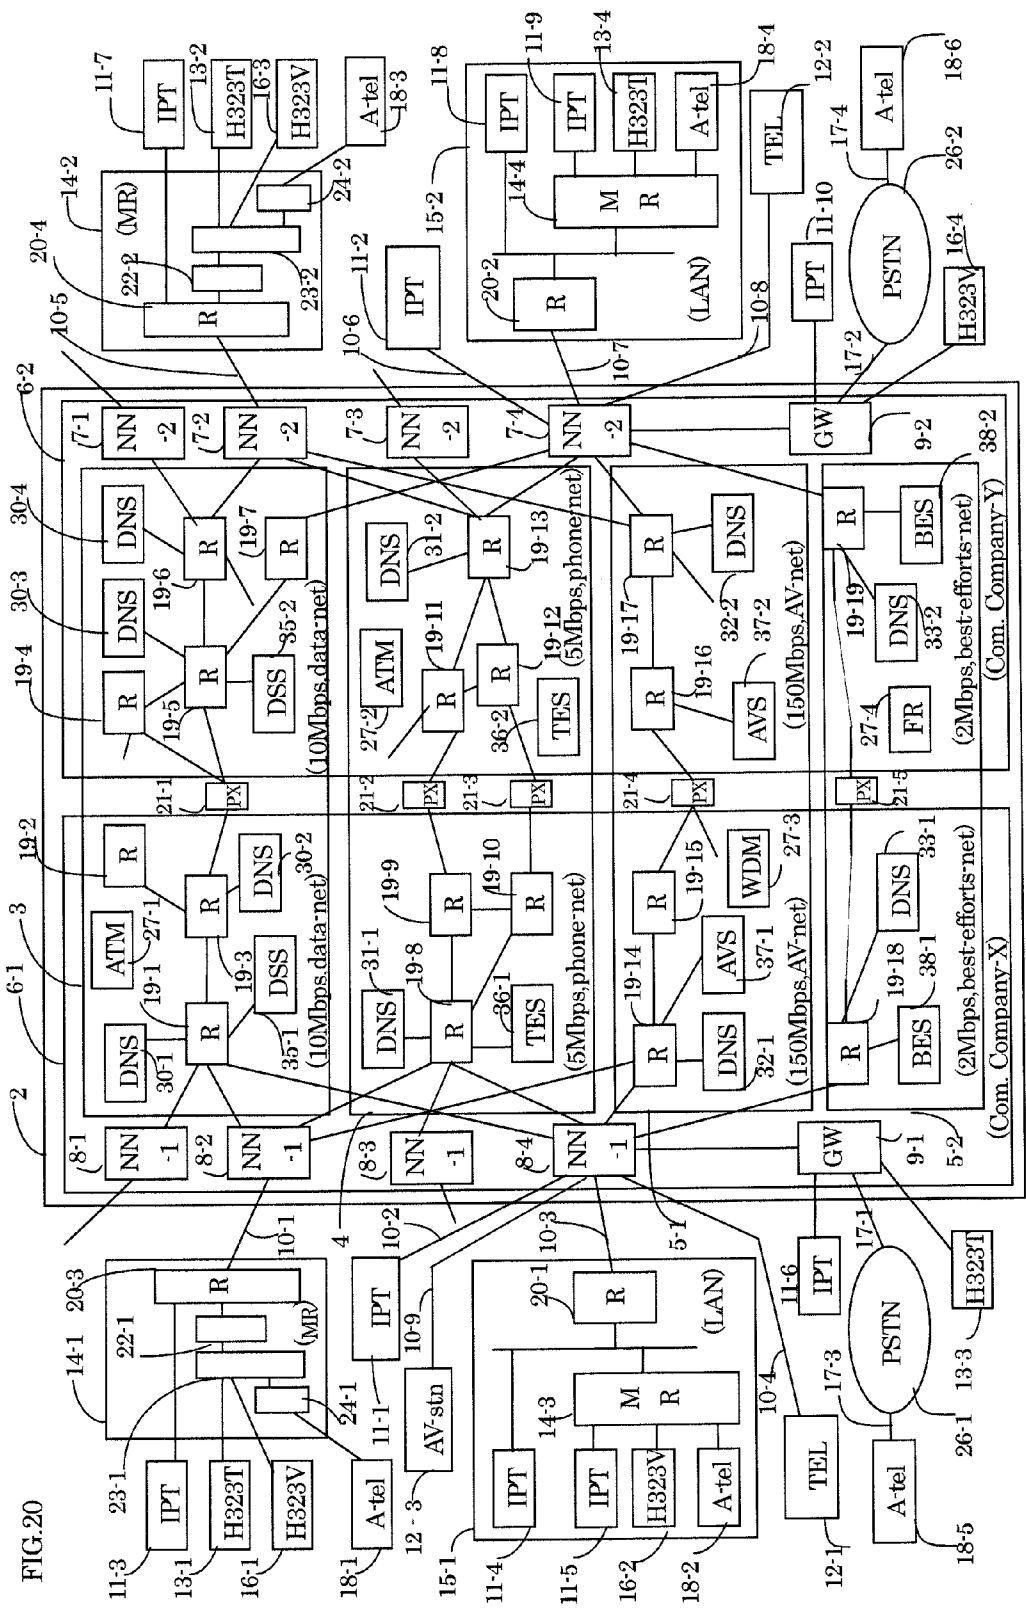 FIG.20
11-3
IPT
13-1
H323T
16-1
H323V
18-1
A-tel
12-3
AV-stn
11-1
IPT
14-1
20-3
R
22-1
23-1
24-1
(MR)
10-1
10-2
10-9
15-1
11-4
IPT
11-5
IPT
16-2
H323V
18-2
A-tel
14-3
M R
20-1
R
(LAN)
10-3
10-4
12-1
TEL
18-5
A-tel
17-3
26-1
PSTN
17-1
11-6
IPT
13-3
H323T
2
6-1
3
4
5-1
5-2
8-1
NN
-1
8-2
NN
-1
8-3
NN
-1
8-4
NN
-1
GW
9-1
DNS
30-1
19-1
R
ATM
27-1
19-2
R
R
19-3
DNS
30-2
DSS
35-1
(10Mbps,data-net)
DNS
31-1
19-8
R
36-1
TES
19-9
R
19-10
R
(5Mbps,phone-net)
19-14
R
DNS
32-1
AVS
37-1
R
19-15
WDM
27-3
(150Mbps,AV-net)
R
19-18
DNS
33-1
BES
38-1
(2Mbps,best-efforts-net)
(Com. Company-X)
21-1
PX
21-2
PX
21-3
PX
21-4
PX
21-5
PX
19-4
R
30-3
DNS
30-4
DNS
19-5
R
19-6
R
19-7
R
DSS
35-2
(10Mbps,data-net)
ATM
27-2
19-11
R
DNS
31-2
R
19-13
R
19-12
36-2
TES
(5Mbps,phone-net)
19-17
R
R
19-16
DNS
32-2
AVS
37-2
(150Mbps,AV-net)
R
19-19
DNS
33-2
BES
38-2
27-4
FR
(2Mbps,best-efforts-net)
(Com. Company-Y)
6-2
7-1
NN
-2
7-2
NN
-2
7-3
NN
-2
7-4
NN
-2
GW
9-2
10-5
20-4
14-2
(MR)
R
22-2
23-2
24-2
11-7
IPT
13-2
H323T
16-3
H323V
A-tel
18-3
10-6
11-2
IPT
15-2
11-8
IPT
11-9
IPT
13-4
H323T
A-tel
18-4
14-4
M R
20-2
R
(LAN)
10-7
10-8
TEL
12-2
IPT
11-10
17-4
A-tel
18-6
PSTN
26-2
17-2
16-4
H323V